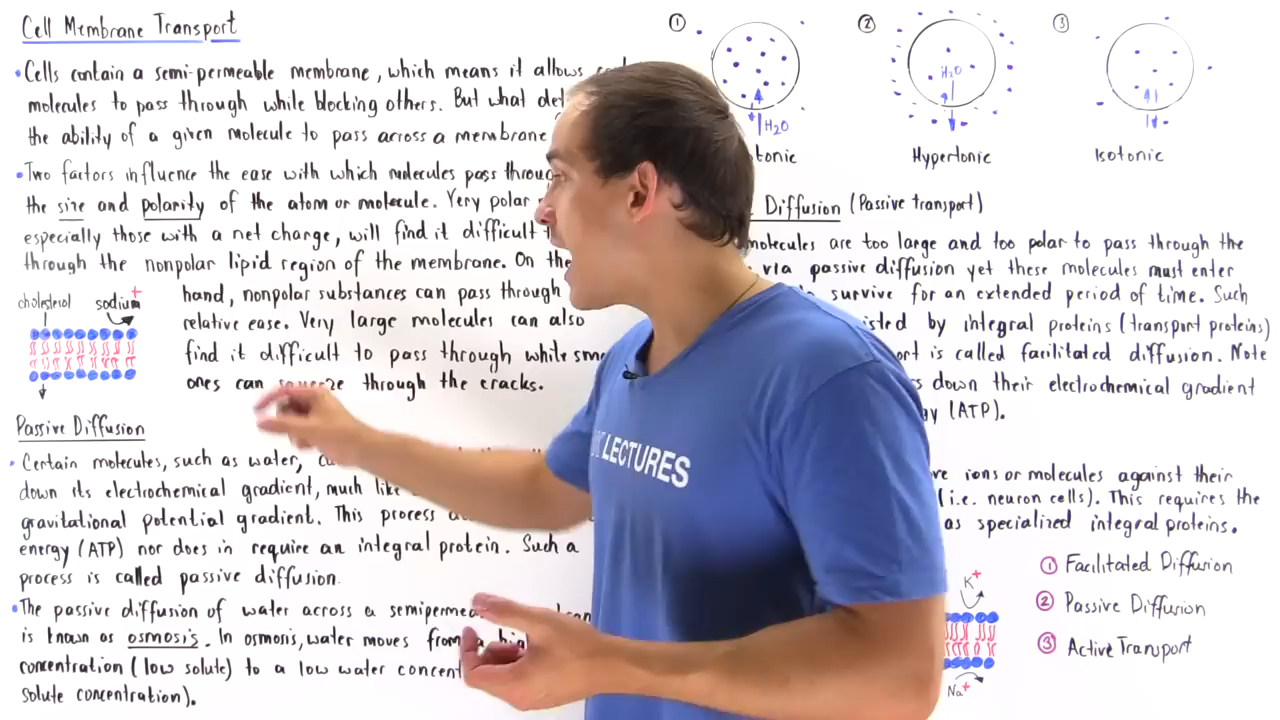 Cell Membrane Transport
• Cells contain a semi-permeable membrane, which means it allows
molecules to pass through while blocking others. But what
the ability of a given molecule to pass across a membrane
• Two factors influence the ease with which molecules pass
the size and polarity of the atom or molecule. Very polar
especially those with a net charge, will find it difficult
through the nonpolar lipid region of the membrane. On the
hand, nonpolar substances can pass through
relative ease. Very large molecules can also
find it difficult to pass through while
ones can squeeze through the cracks.
cholesterol
sodium
+
Passive Diffusion
• Certain molecules, such as water,
down its electrochemical gradient, much like
gravitational potential gradient. This process
energy (ATP) nor does in require an integral protein. Such a
process is called passive diffusion.
• The passive diffusion of water across a
is known as osmosis. In osmosis, water moves from a
concentration (low solute) to a low water
solute concentration).
LECTURES
1
H2O
2
H2O
Hypertonic
3
Isotonic
Diffusion (Passive transport)
molecules are too large and too polar to pass through the
via passive diffusion yet these molecules must enter
survive for an extended period of time. Such
by integral proteins (transport proteins)
is called facilitated diffusion. Note
down their electrochemical gradient
(ATP).
ions or molecules against their
(i.e. neuron cells). This requires the
as specialized integral proteins.
K+
Na+
1 Facilitated Diffusion
2 Passive Diffusion
3 Active Transport